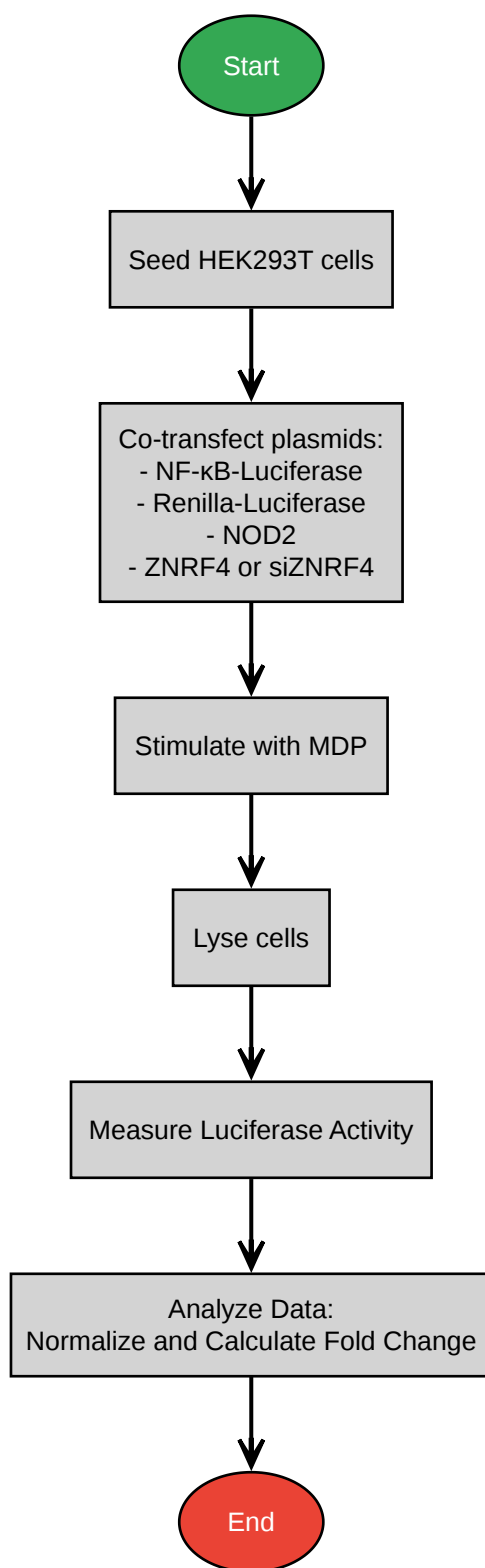 Start
Seed HEK293T cells
Co-transfect plasmids:
- NF-κB-Luciferase
- Renilla-Luciferase
- NOD2
- ZNRF4 or siZNRF4
Stimulate with MDP
Lyse cells
Measure Luciferase Activity
Analyze Data:
Normalize and Calculate Fold Change
End